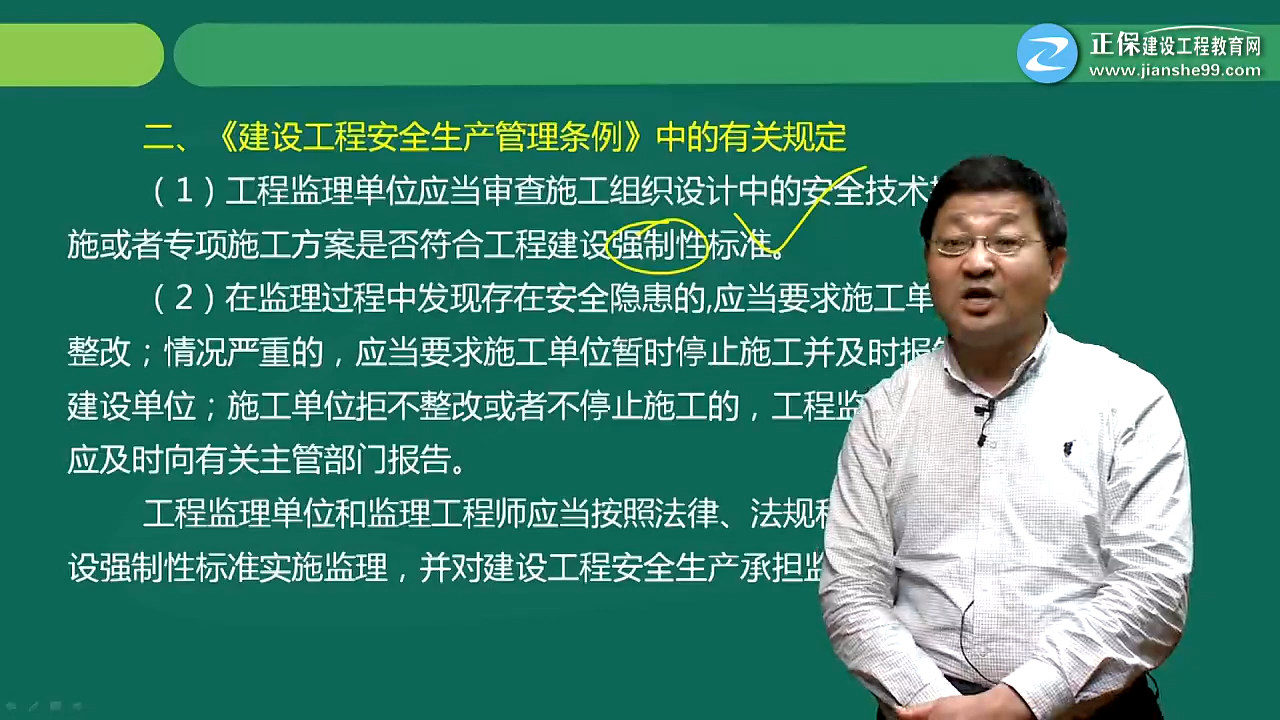 正保建设工程教育网
www.jianshe99.com
二、《建设工程安全生产管理条例》中的有关规定
（1）工程监理单位应当审查施工组织设计中的安全技术
施或者专项施工方案是否符合工程建设强制性标准。
（2）在监理过程中发现存在安全隐患的,应当要求施工单
整改；情况严重的，应当要求施工单位暂时停止施工并及时报
建设单位；施工单位拒不整改或者不停止施工的，工程监
应及时向有关主管部门报告。
工程监理单位和监理工程师应当按照法律、法规
设强制性标准实施监理，并对建设工程安全生产承担监